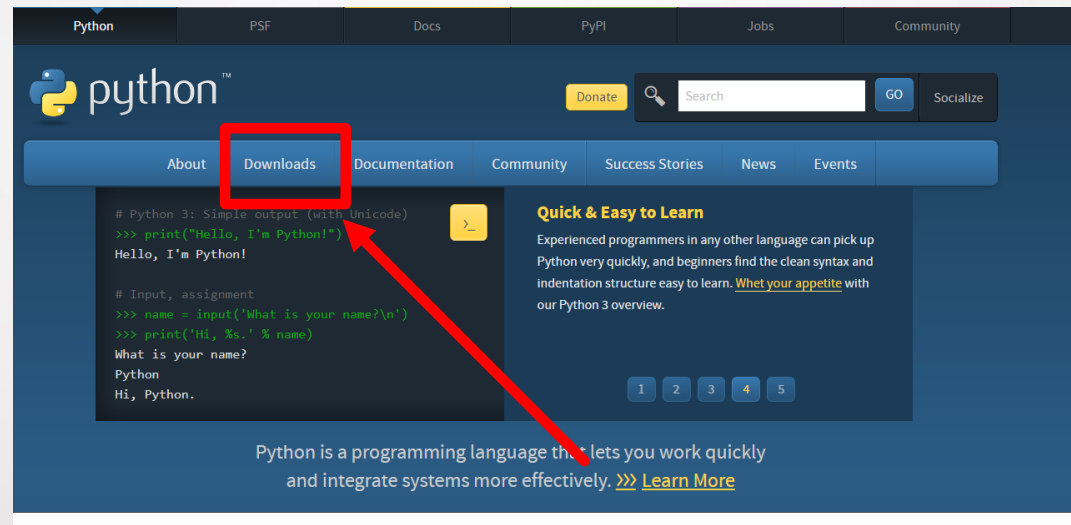 Python PSF Docs PyPI Jobs Community
python™
Donate Search GO Socialize
About Downloads Documentation Community Success Stories News Events
# Python 3: Simple output (with Unicode)
>>> print("Hello, I'm Python!")
Hello, I'm Python!
# Input, assignment
>>> name = input('What is your name?\n')
>>> print('Hi, %s.' % name)
What is your name?
Python
Hi, Python.
>_
Quick & Easy to Learn
Experienced programmers in any other language can pick up
Python very quickly, and beginners find the clean syntax and
indentation structure easy to learn. Whet your appetite with
our Python 3 overview.
1 2 3 4 5
Python is a programming language that lets you work quickly
and integrate systems more effectively. >>> Learn More